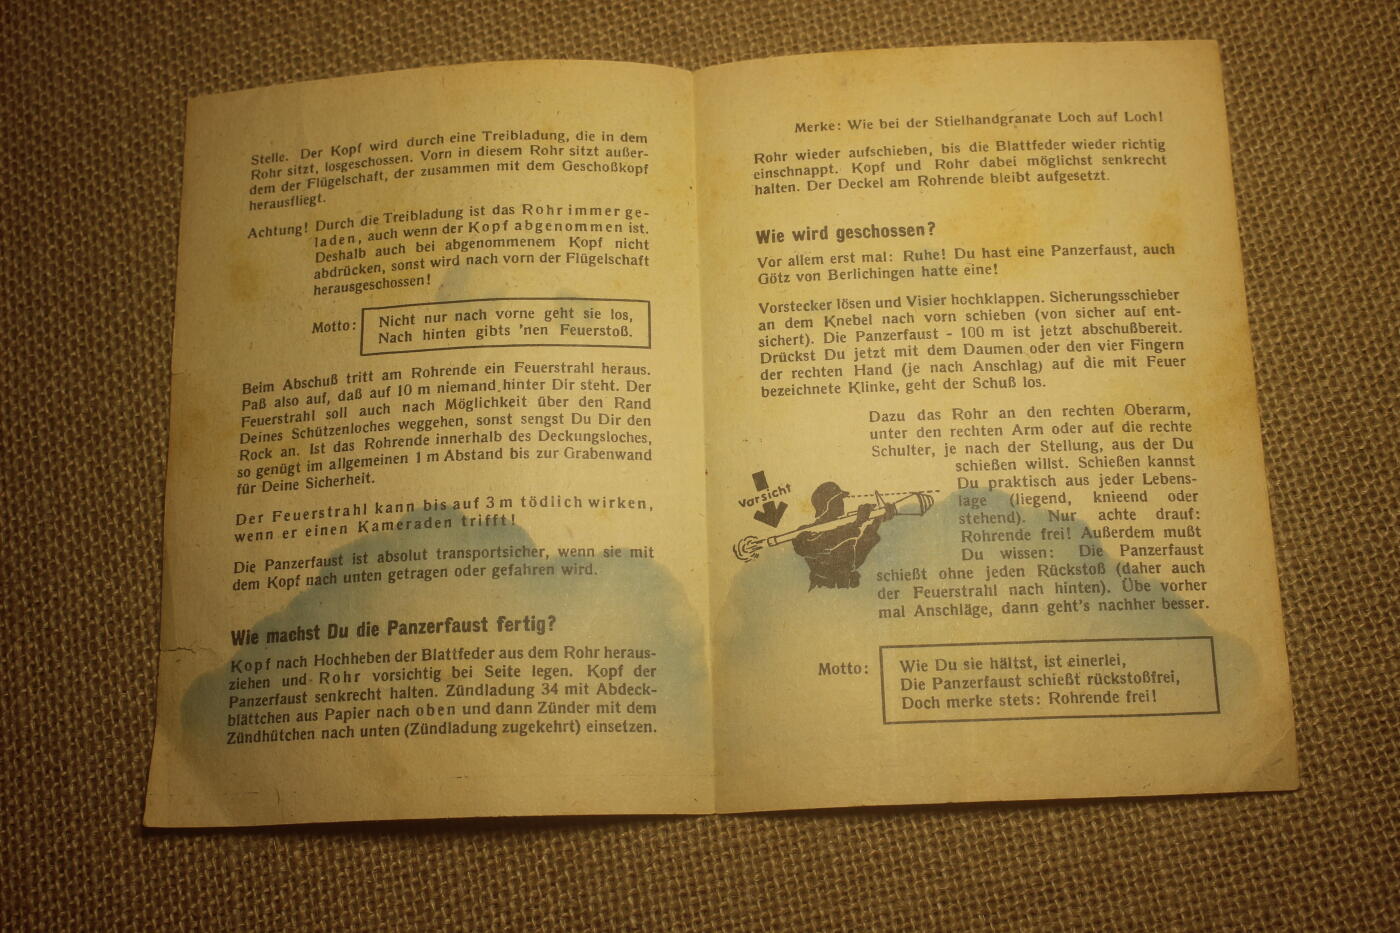 Stelle. Der Kopf wird durch eine Treibladung, die in dem
Rohr sitzt, losgeschossen. Vorn in diesem Rohr sitzt außer-
dem der Flügelschaft, der zusammen mit dem Geschoßkopf
herausfliegt.
Achtung! Durch die Treibladung ist das Rohr immer ge-
laden, auch wenn der Kopf abgenommen ist.
Deshalb auch bei abgenommenem Kopf nicht
abdrücken, sonst wird nach vorn der Flügelschaft
herausgeschossen!
Motto: Nicht nur nach vorne geht sie los,
Nach hinten gibts 'nen Feuerstoß.
Beim Abschuß tritt am Rohrende ein Feuerstrahl heraus.
Paß also auf, daß auf 10 m niemand hinter Dir steht. Der
Feuerstrahl soll auch nach Möglichkeit über den Rand
Deines Schützenloches weggehen, sonst sengst Du Dir den
Rock an. Ist das Rohrende innerhalb des Deckungsloches,
so genügt im allgemeinen 1 m Abstand bis zur Grabenwand
für Deine Sicherheit.
Der Feuerstrahl kann bis auf 3 m tödlich wirken,
wenn er einen Kameraden trifft!
Die Panzerfaust ist absolut transportsicher, wenn sie mit
dem Kopf nach unten getragen oder gefahren wird.
Wie machst Du die Panzerfaust fertig?
Kopf nach Hochheben der Blattfeder aus dem Rohr heraus-
ziehen und Rohr vorsichtig bei Seite legen. Kopf der
Panzerfaust senkrecht halten. Zündladung 34 mit Abdeck-
blättchen aus Papier nach oben und dann Zünder mit dem
Zündhütchen nach unten (Zündladung zugekehrt) einsetzen.
Merke: Wie bei der Stielhandgranate Loch auf Loch!
Rohr wieder aufschieben, bis die Blattfeder wieder richtig
einschnappt. Kopf und Rohr dabei möglichst senkrecht
halten. Der Deckel am Rohrende bleibt aufgesetzt.
Wie wird geschossen?
Vor allem erst mal: Ruhe! Du hast eine Panzerfaust, auch
Götz von Berlichingen hatte eine!
Vorstecker lösen und Visier hochklappen. Sicherungsschieber
an dem Knebel nach vorn schieben (von sicher auf ent-
sichert). Die Panzerfaust - 100 m ist jetzt abschußbereit.
Drückst Du jetzt mit dem Daumen oder den vier Fingern
der rechten Hand (je nach Anschlag) auf die mit Feuer
bezeichnete Klinke, geht der Schuß los.
Dazu das Rohr an den rechten Oberarm,
unter den rechten Arm oder auf die rechte
Schulter, je nach der Stellung, aus der Du
schießen willst. Schießen kannst
Du praktisch aus jeder Lebens-
lage (liegend, knieend oder
stehend). Nur achte drauf:
Rohrende frei! Außerdem mußt
Du wissen: Die Panzerfaust
schießt ohne jeden Rückstoß (daher auch
der Feuerstrahl nach hinten). Übe vorher
mal Anschläge, dann geht's nachher besser.
Vorsicht
Motto: Wie Du sie hältst, ist einerlei,
Die Panzerfaust schießt rückstoßfrei,
Doch merke stets: Rohrende frei!